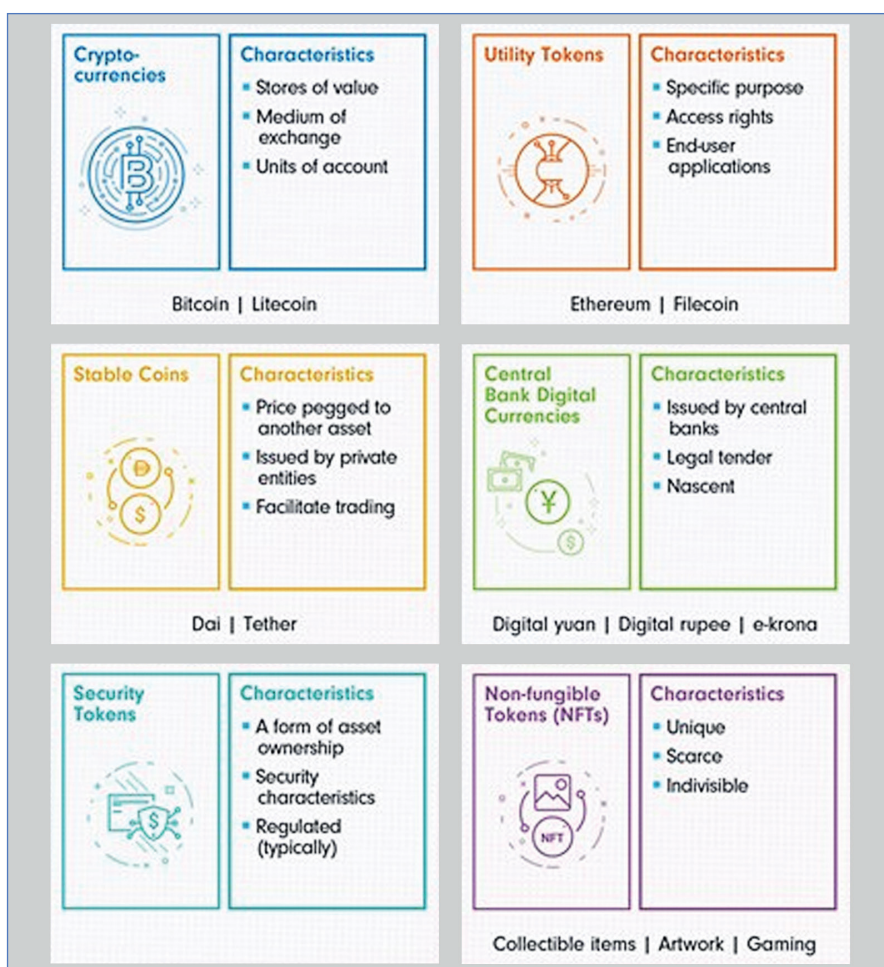 Crypto-
currencies
Characteristics
▪ Stores of value
▪ Medium of
exchange
▪ Units of account
Bitcoin | Litecoin
Utility Tokens
Characteristics
▪ Specific purpose
▪ Access rights
▪ End-user
applications
Ethereum | Filecoin
Stable Coins
$
Characteristics
▪ Price pegged to
another asset
▪ Issued by private
entities
▪ Facilitate trading
Dai | Tether
Central
Bank Digital
Currencies
¥
$
Characteristics
▪ Issued by central
banks
▪ Legal tender
▪ Nascent
Digital yuan | Digital rupee | e-krona
Security
Tokens
$
Characteristics
▪ A form of asset
ownership
▪ Security
characteristics
▪ Regulated
(typically)
Non-fungible
Tokens (NFTs)
NFT
Characteristics
▪ Unique
▪ Scarce
▪ Indivisible
Collectible items | Artwork | Gaming